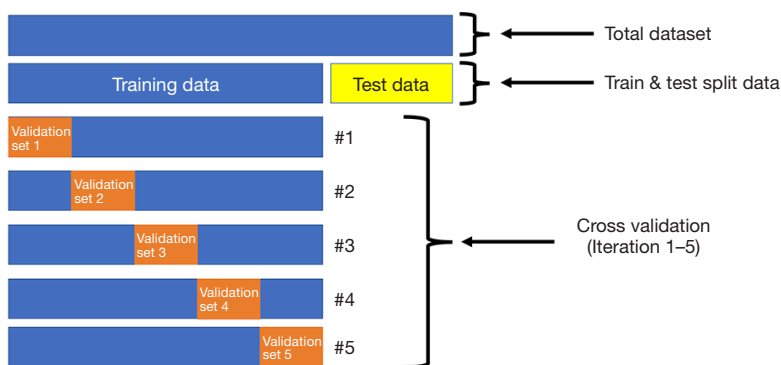 Total dataset
Training data
Test data
Train & test split data
Validation
set 1
#1
Validation
set 2
#2
Validation
set 3
#3
Cross validation
(Iteration 1–5)
Validation
set 4
#4
Validation
set 5
#5